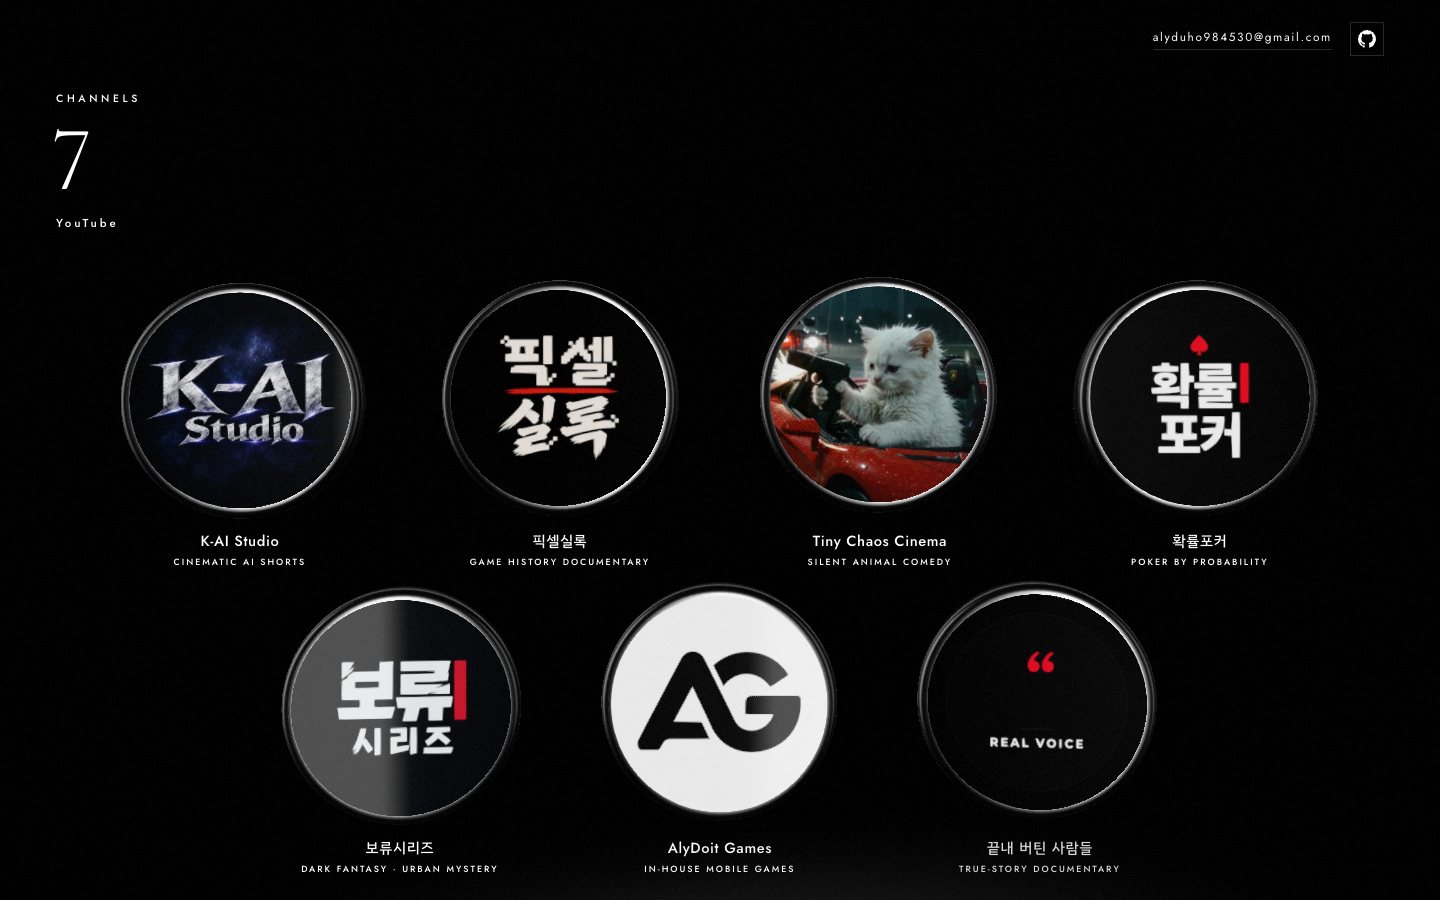 alyduho984530@gmail.com
CHANNELS
7
YouTube
K-AI
Studio
픽셀
실록
확률
포커
K-AI Studio
픽셀실록
Tiny Chaos Cinema
확률포커
CINEMATIC AI SHORTS
GAME HISTORY DOCUMENTARY
SILENT ANIMAL COMEDY
POKER BY PROBABILITY
보류
시리즈
AG
“
REAL VOICE
보류시리즈
AlyDoit Games
끝내 버틴 사람들
DARK FANTASY · URBAN MYSTERY
IN-HOUSE MOBILE GAMES
TRUE-STORY DOCUMENTARY